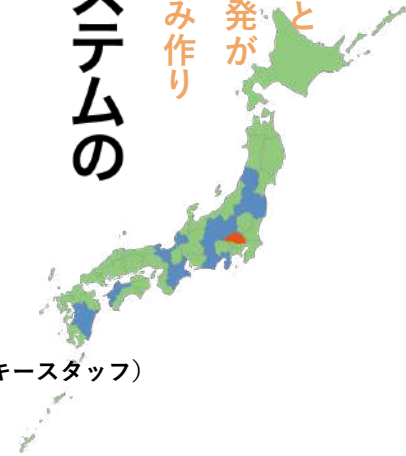 と
発が
み作り
ステムの
キースタッフ）